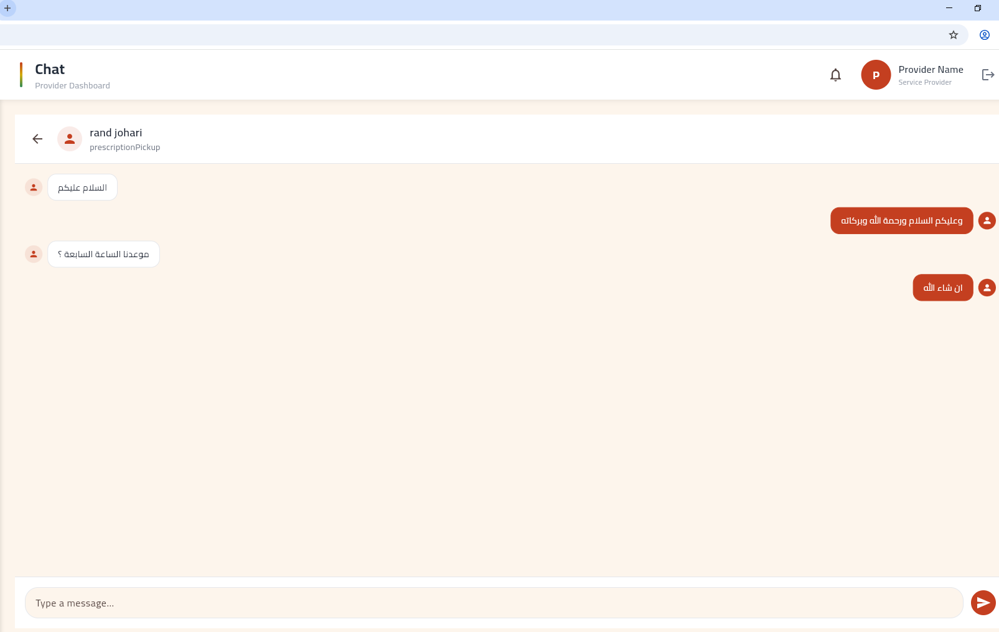 Chat
Provider Dashboard
P
Provider Name
Service Provider
rand johari
prescriptionPickup
السلام عليكم
وعليكم السلام ورحمة الله وبركاته
موعدنا الساعة السابعة ؟
ان شاء الله
Type a message...